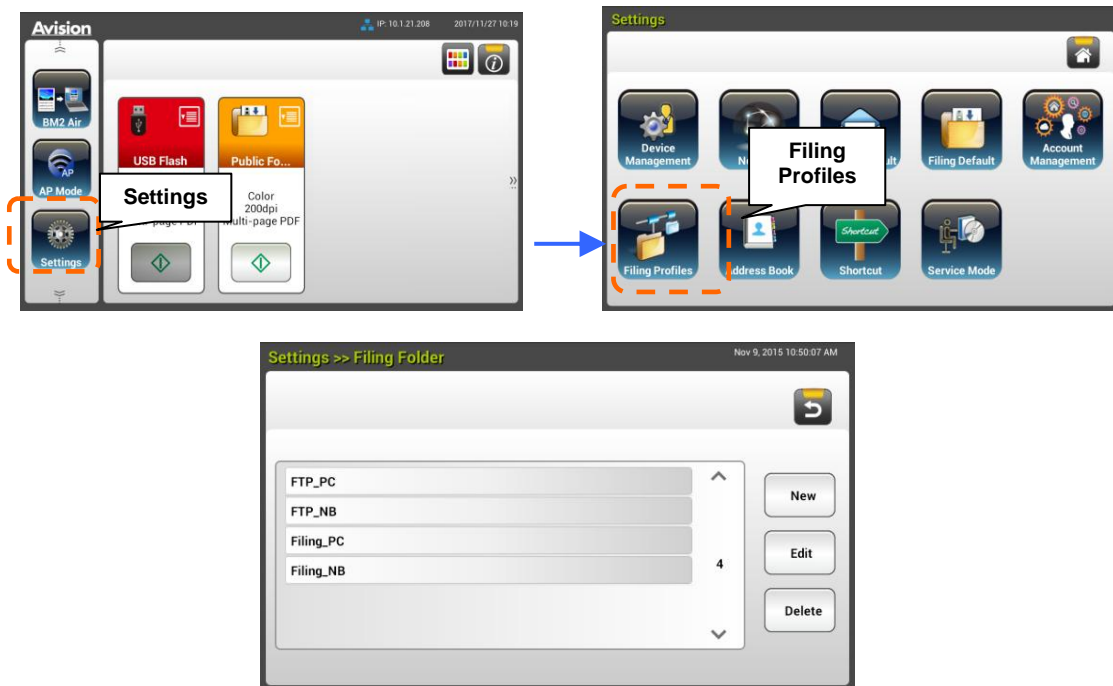 Avision
IP: 10.1.21.208
2017/11/27 10:19
BM2 Air
AP
AP Mode
Settings
USB Flash
Public Fo...
Color
200dpi
Multi-page PDF
Settings
Settings
Device
Management
Filing Default
Account
Management
Filing
Profiles
Filing Profiles
Address Book
Shortcut
Shortcut
Service Mode
Settings >> Filing Folder
Nov 9, 2015 10:50:07 AM
FTP_PC
FTP_NB
Filing_PC
Filing_NB
4
New
Edit
Delete